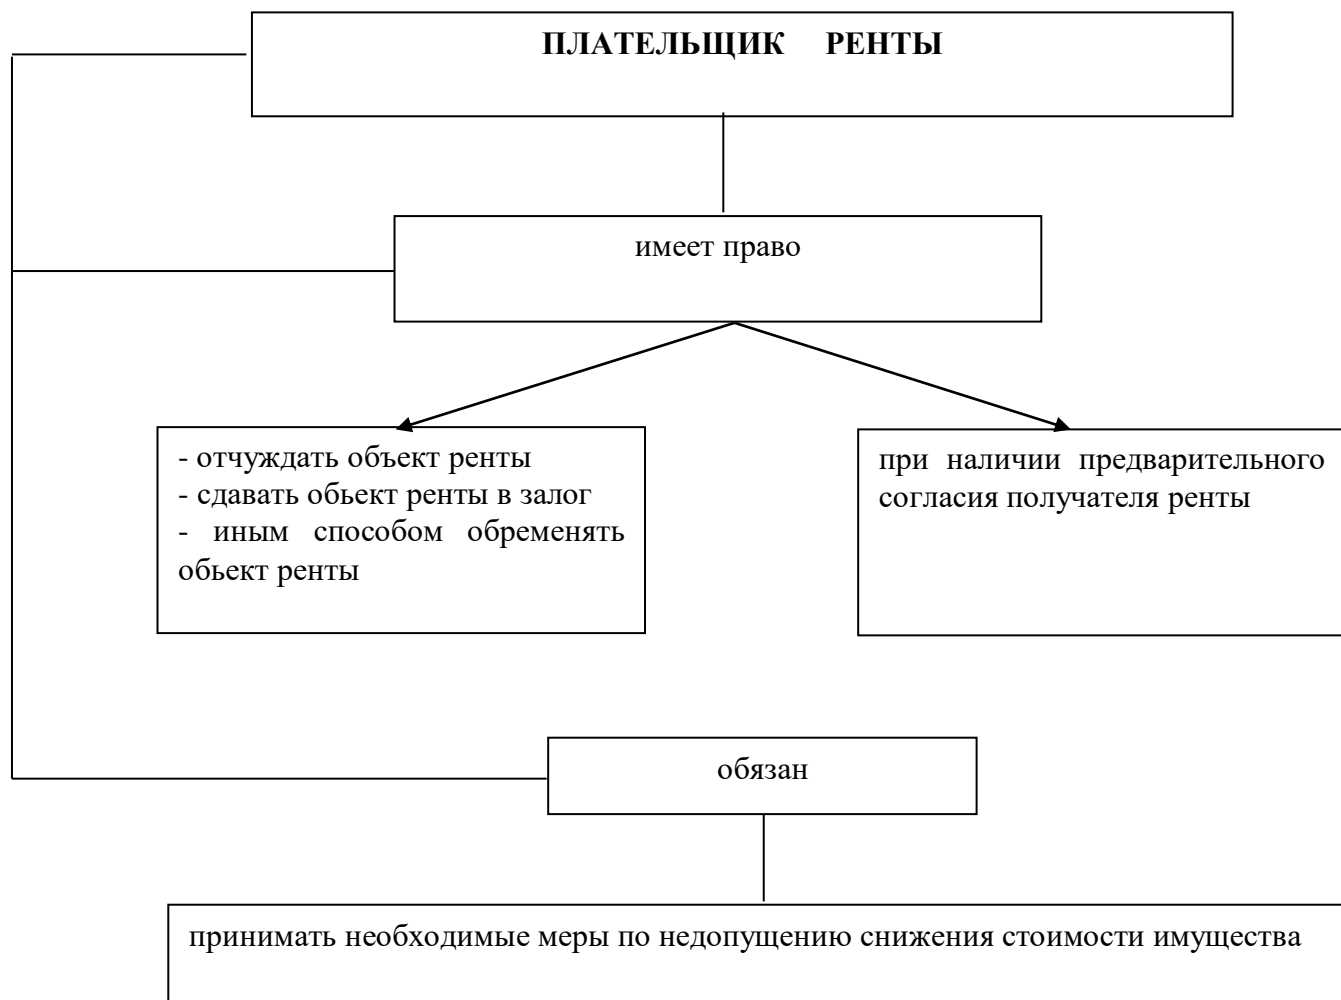 ПЛАТЕЛЬЩИК РЕНТЫ
имеет право
- отчуждать объект ренты
- сдавать обьект ренты в залог
- иным способом обременять
обьект ренты
при наличии предварительного
согласия получателя ренты
обязан
принимать необходимые меры по недопущению снижения стоимости имущества